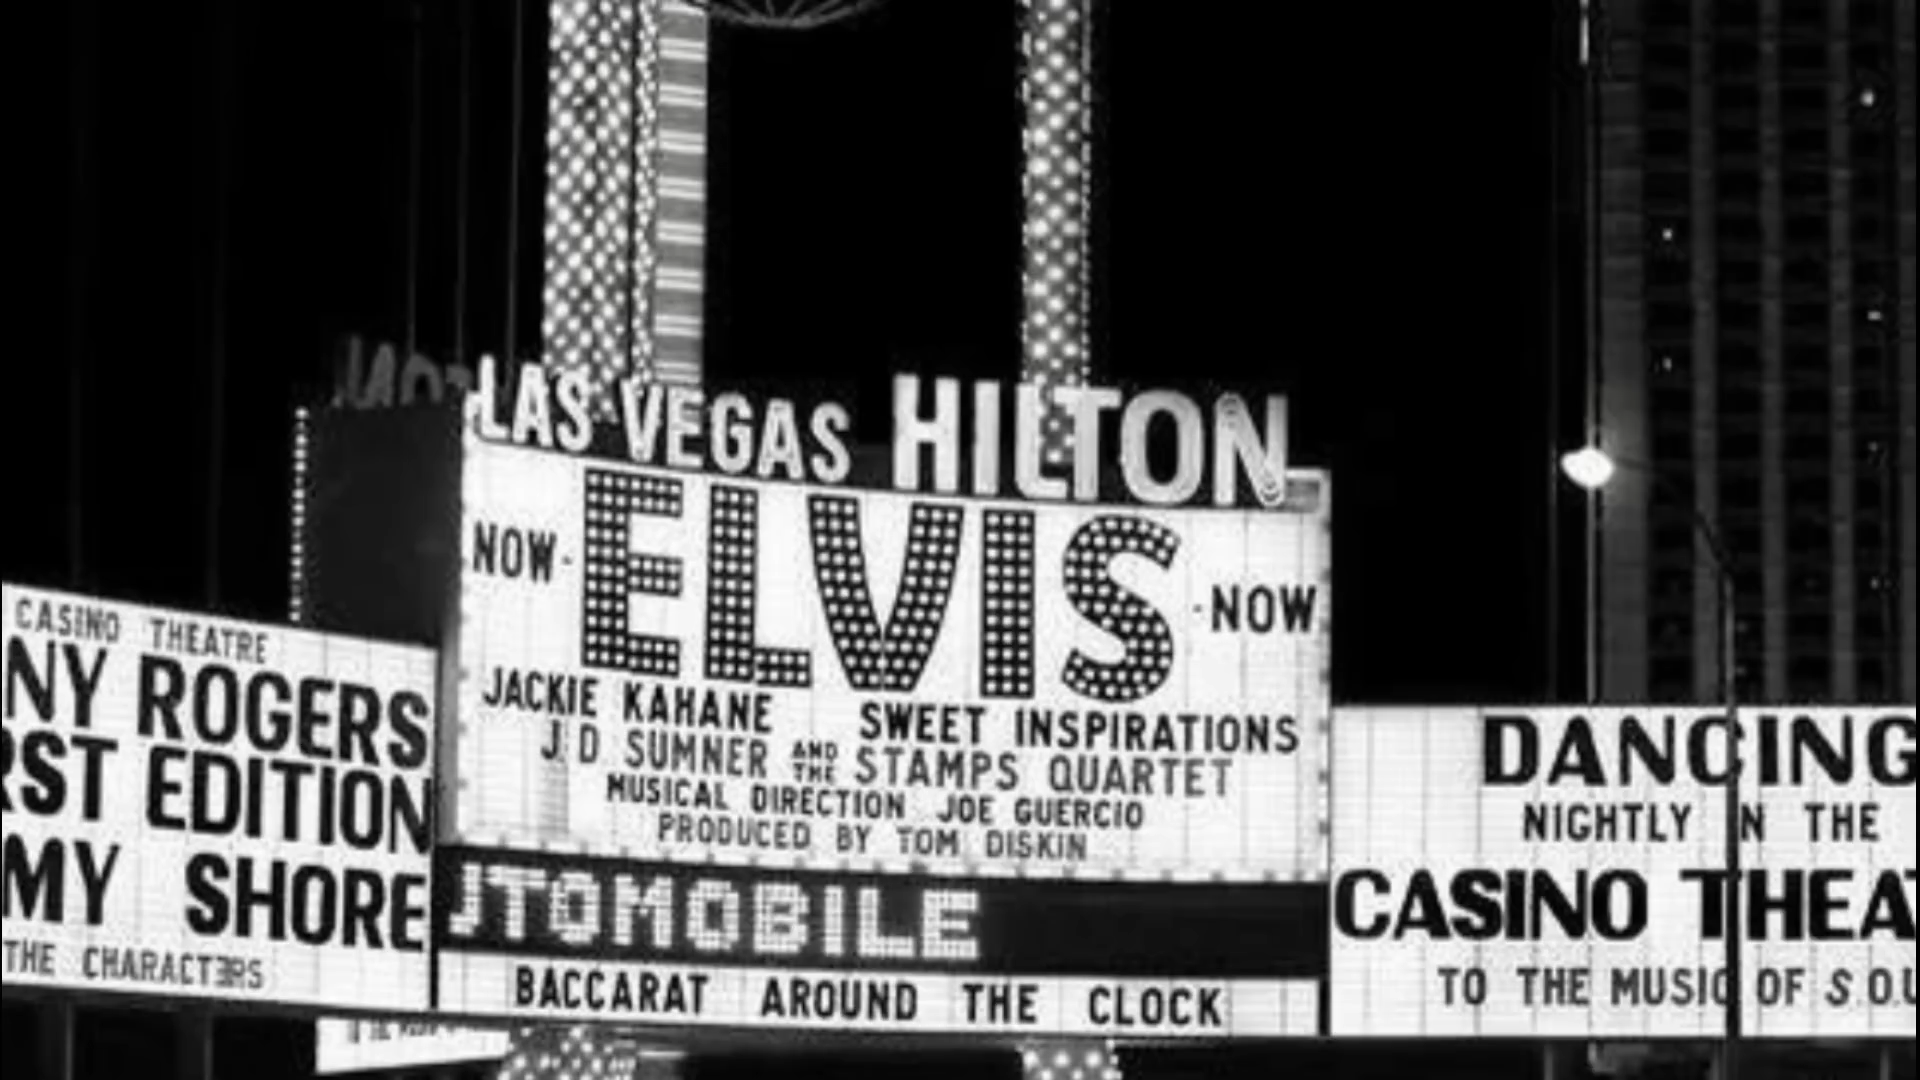 CASINO THEATRE
NY ROGERS
RST EDITION
MY SHORE
THE CHARACTERS
LAS VEGAS HILTON
NOW - ELVIS - NOW
JACKIE KAHANE SWEET INSPIRATIONS
J D SUMNER AND THE STAMPS QUARTET
MUSICAL DIRECTION JOE GUERCIO
PRODUCED BY TOM DISKIN
UTOMOBILE
BACCARAT AROUND THE CLOCK
DANCING
NIGHTLY IN THE
CASINO THEA
TO THE MUSIC OF S.O.U